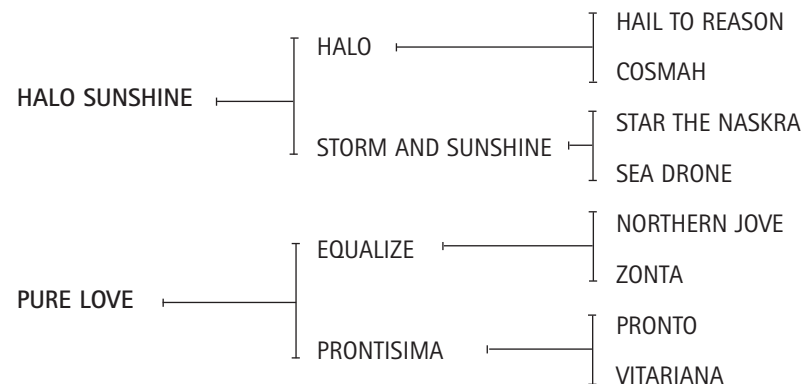 HAIL TO REASON
HALO
COSMAH
HALO SUNSHINE
STAR THE NASKRA
STORM AND SUNSHINE
SEA DRONE
NORTHERN JOVE
EQUALIZE
ZONTA
PURE LOVE
PRONTO
PRONTISIMA
VITARIANA